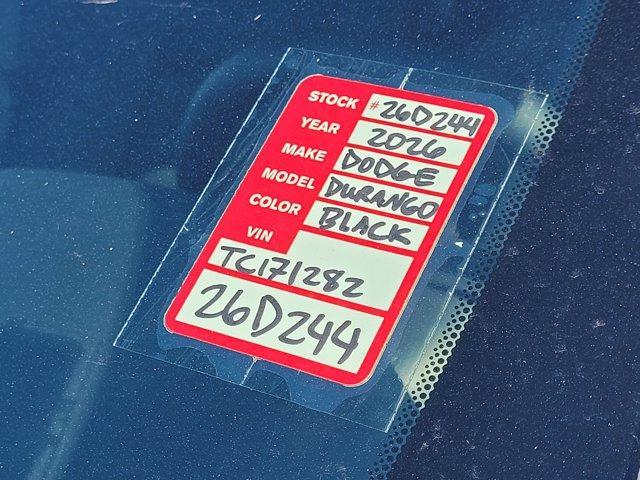 STOCK #26D244
YEAR 2026
MAKE DODGE
MODEL DURANGO
COLOR BLACK
VIN
TC171282
26D244